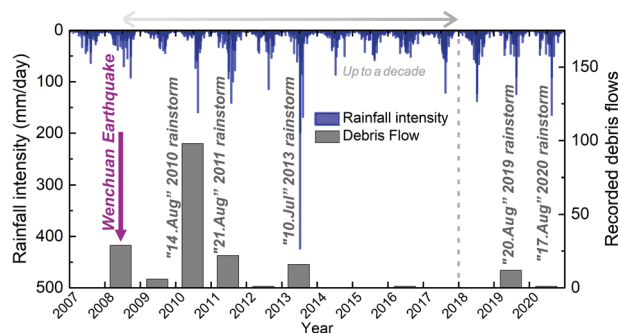 0
100
200
300
400
500
Rainfall intensity (mm/day)
Wenchuan Earthquake
"14 .Aug" 2010 rainstorm
"21.Aug" 2011 rainstorm
"10.Jul" 2013 rainstorm
"20.Aug" 2019 rainstorm
"17.Aug" 2020 rainstorm
Up to a decade
Rainfall intensity
Debris Flow
150
100
50
0
Recorded debris flows
2007 2008 2009 2010 2011 2012 2013 2014 2015 2016 2017 2018 2019 2020
Year